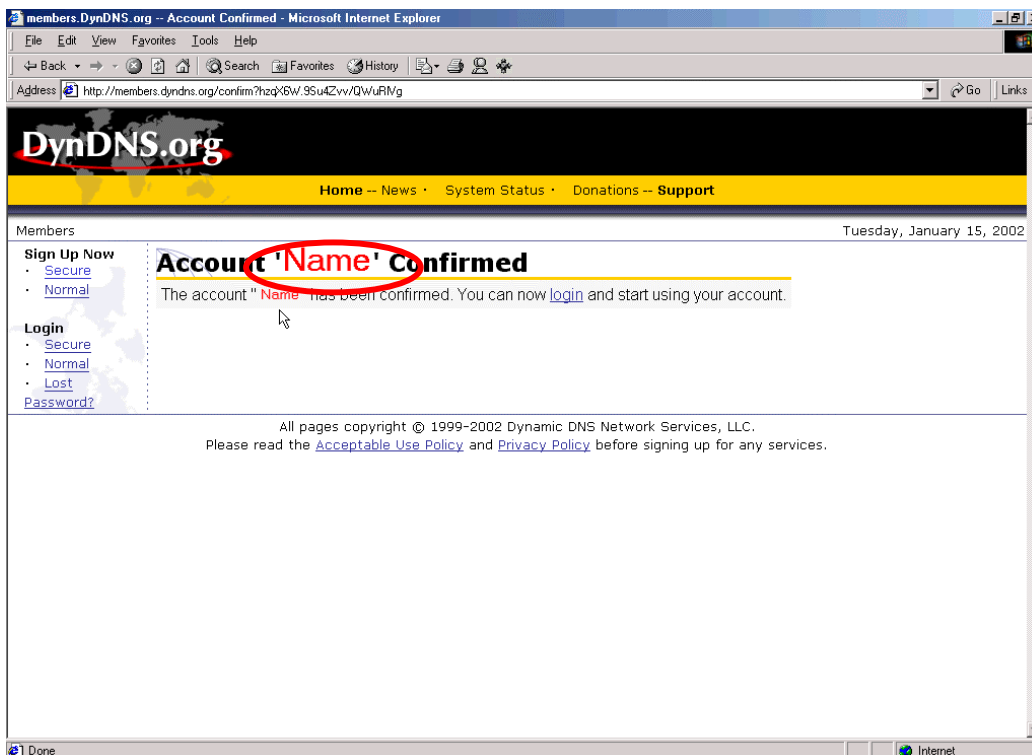 members.DynDNS.org -- Account Confirmed - Microsoft Internet Explorer
File Edit View Favorites Tools Help
Back Search Favorites History
Address http://members.dyndns.org/confirm?hzqX6W.9Su4Zvv/QWuRIVg Go Links
DynDNS.org
Home -- News · System Status · Donations -- Support
Members Tuesday, January 15, 2002
Sign Up Now
· Secure
· Normal
Login
· Secure
· Normal
· Lost
Password?
Account 'Name' Confirmed
The account "Name" has been confirmed. You can now login and start using your account.
All pages copyright © 1999-2002 Dynamic DNS Network Services, LLC.
Please read the Acceptable Use Policy and Privacy Policy before signing up for any services.
Done Internet